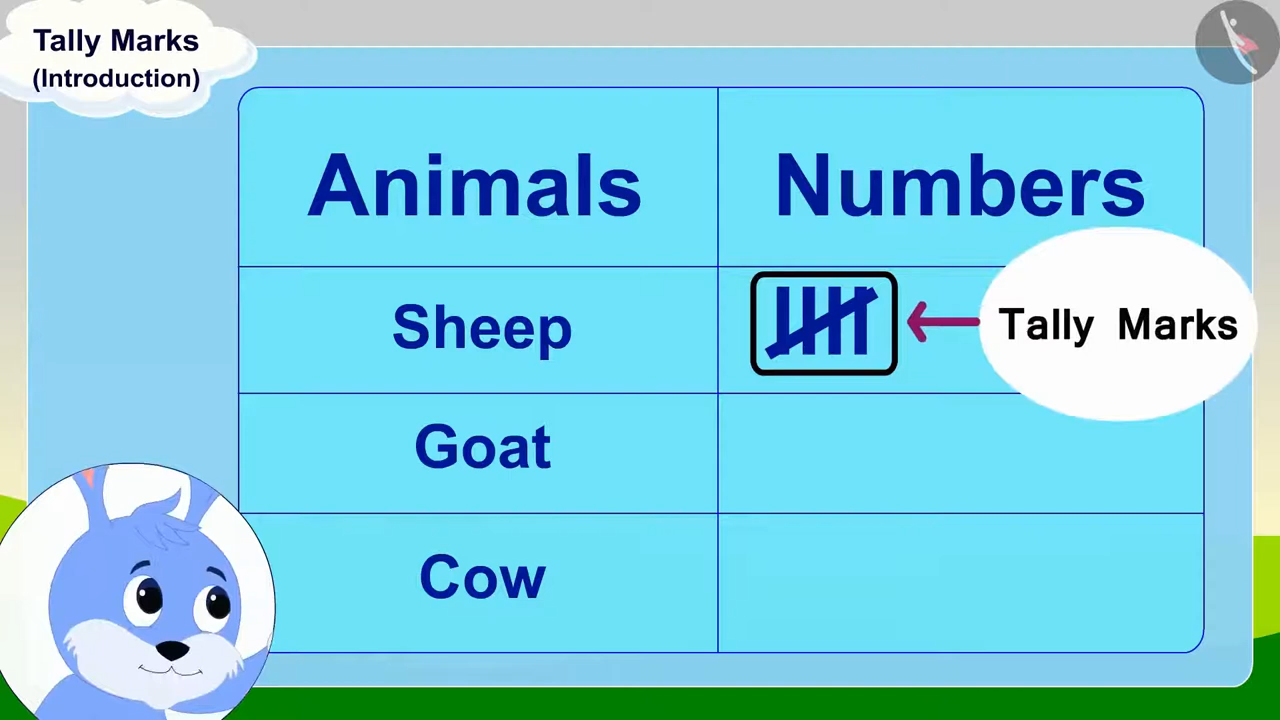 Tally Marks
(Introduction)
Animals
Numbers
Sheep
Tally Marks
Goat
Cow